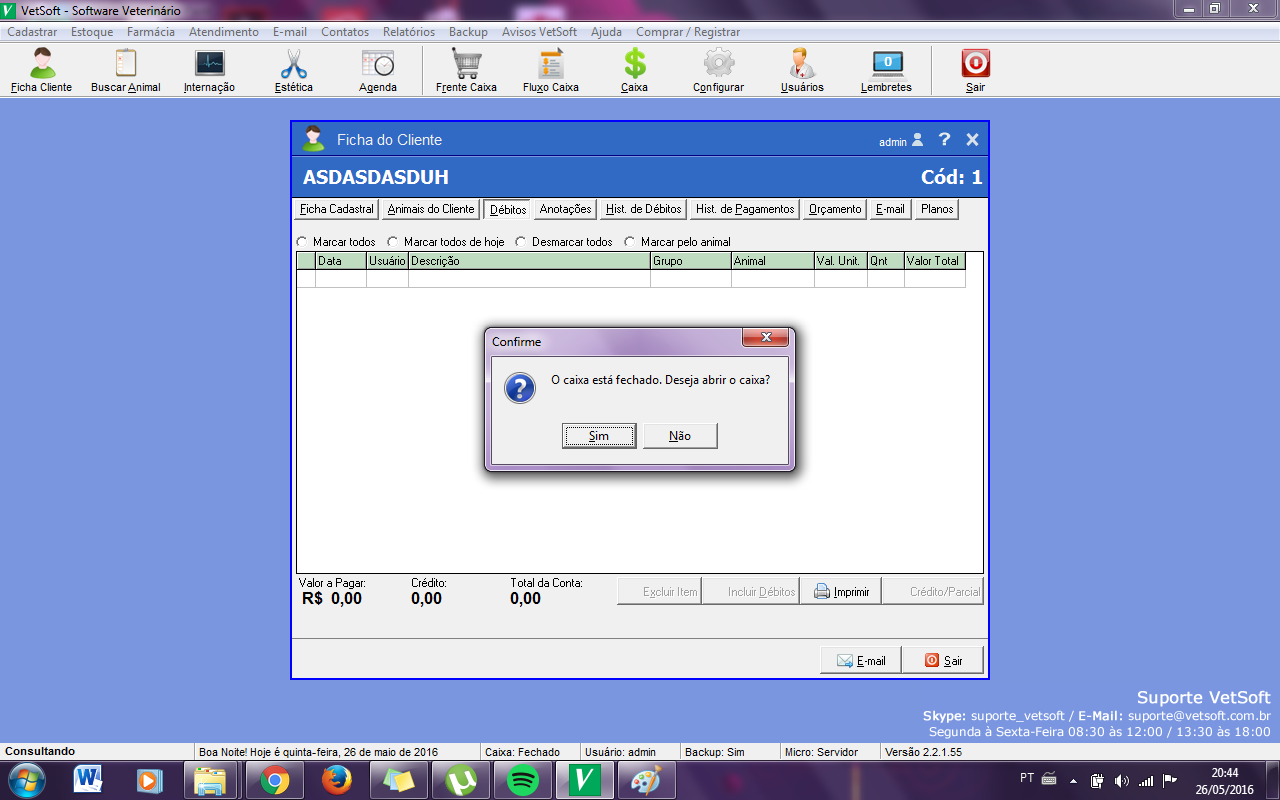 VetSoft - Software Veterinário
Cadastrar Estoque Farmácia Atendimento E-mail Contatos Relatórios Backup Avisos VetSoft Ajuda Comprar / Registrar
Ficha Cliente Buscar Animal Internação Estética Agenda Frente Caixa Fluxo Caixa Caixa Configurar Usuários 0 Lembretes Sair
Ficha do Cliente admin ?
ASDASDASDUH Cód: 1
Ficha Cadastral Animais do Cliente Débitos Anotações Hist. de Débitos Hist. de Pagamentos Orçamento E-mail Planos
Marcar todos Marcar todos de hoje Desmarcar todos Marcar pelo animal
Data Usuário Descrição Grupo Animal Val. Unit. Qnt Valor Total
Confirme
O caixa está fechado. Deseja abrir o caixa?
Sim Não
Valor a Pagar: Crédito: Total da Conta:
R$ 0,00 0,00 0,00
Excluir Item Incluir Débitos Imprimir Crédito/Parcial
E-mail Sair
Suporte VetSoft
Skype: suporte_vetsoft / E-Mail: suporte@vetsoft.com.br
Segunda à Sexta-Feira 08:30 às 12:00 / 13:30 às 18:00
Consultando Boa Noite! Hoje é quinta-feira, 26 de maio de 2016 Caixa: Fechado Usuário: admin Backup: Sim Micro: Servidor Versão 2.2.1.55
PT 20:44
26/05/2016